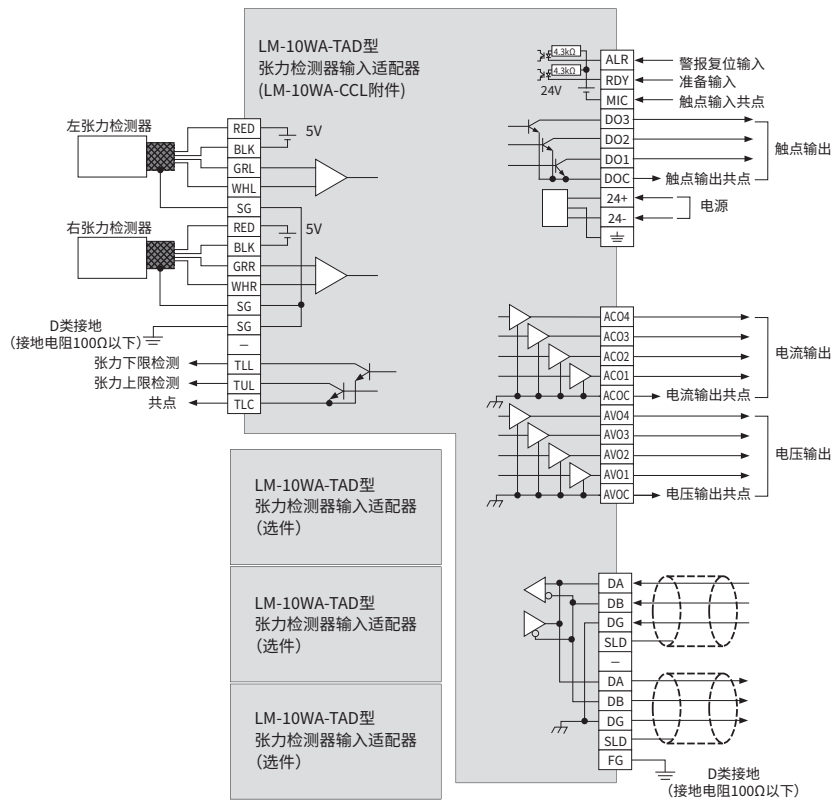 LM-10WA-TAD型
张力检测器输入适配器
(LM-10WA-CCL附件)
左张力检测器
RED
BLK
GRL
WHL
SG
5V
右张力检测器
RED
BLK
GRR
WHR
SG
5V
D类接地
（接地电阻100Ω以下）
SG
－
张力下限检测
TLL
张力上限检测
TUL
共点
TLC
4.3kΩ
4.3kΩ
24V
ALR
警报复位输入
RDY
准备输入
MIC
触点输入共点
DO3
DO2
DO1
触点输出
DOC
触点输出共点
24+
24-
电源
ACO4
ACO3
ACO2
ACO1
电流输出
ACOC
电流输出共点
AVO4
AVO3
AVO2
AVO1
电压输出
AVOC
电压输出共点
LM-10WA-TAD型
张力检测器输入适配器
（选件）
LM-10WA-TAD型
张力检测器输入适配器
（选件）
LM-10WA-TAD型
张力检测器输入适配器
（选件）
DA
DB
DG
SLD
－
DA
DB
DG
SLD
FG
D类接地
（接地电阻100Ω以下）